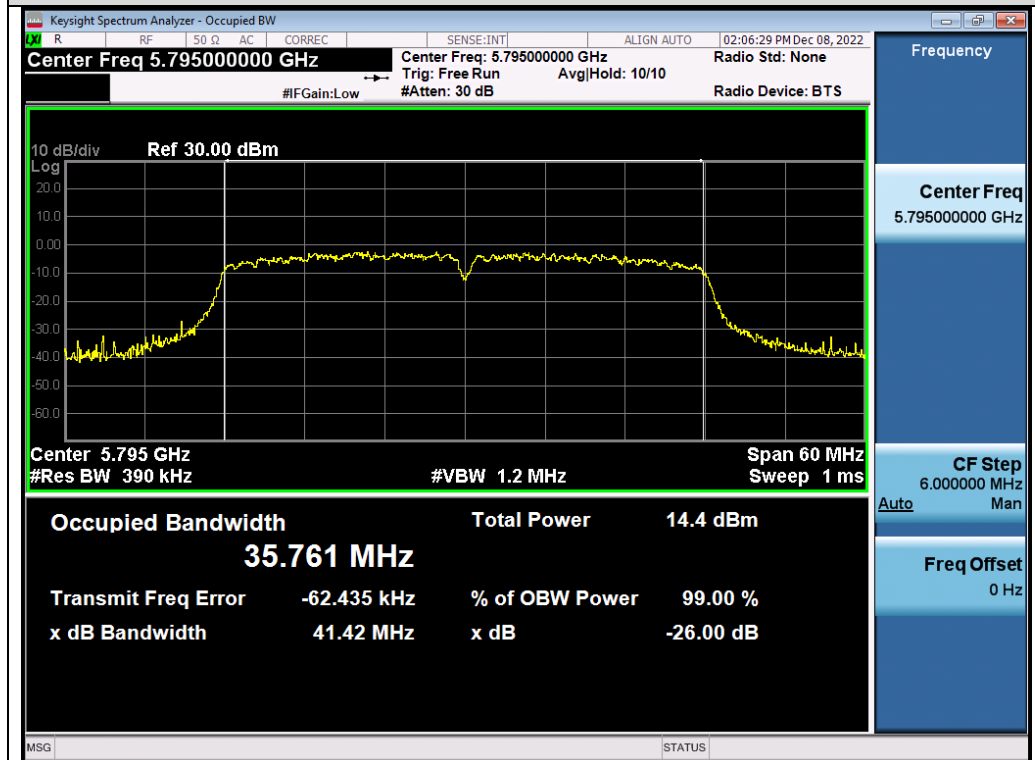 Keysight Spectrum Analyzer - Occupied BW
LXI R RF 50 Ω AC CORREC SENSE:INT ALIGN AUTO 02:06:29 PM Dec 08, 2022
Center Freq 5.795000000 GHz
Center Freq: 5.795000000 GHz
Radio Std: None
Trig: Free Run Avg|Hold: 10/10
#IFGain:Low
#Atten: 30 dB
Radio Device: BTS
10 dB/div Ref 30.00 dBm
Log
20.0
10.0
0.00
-10.0
-20.0
-30.0
-40.0
-50.0
-60.0
Center 5.795 GHz
Span 60 MHz
#Res BW 390 kHz
#VBW 1.2 MHz
Sweep 1 ms
Occupied Bandwidth
Total Power 14.4 dBm
35.761 MHz
Transmit Freq Error -62.435 kHz
% of OBW Power 99.00 %
x dB Bandwidth 41.42 MHz
x dB -26.00 dB
MSG
STATUS
Frequency
Center Freq
5.795000000 GHz
CF Step
6.000000 MHz
Auto Man
Freq Offset
0 Hz